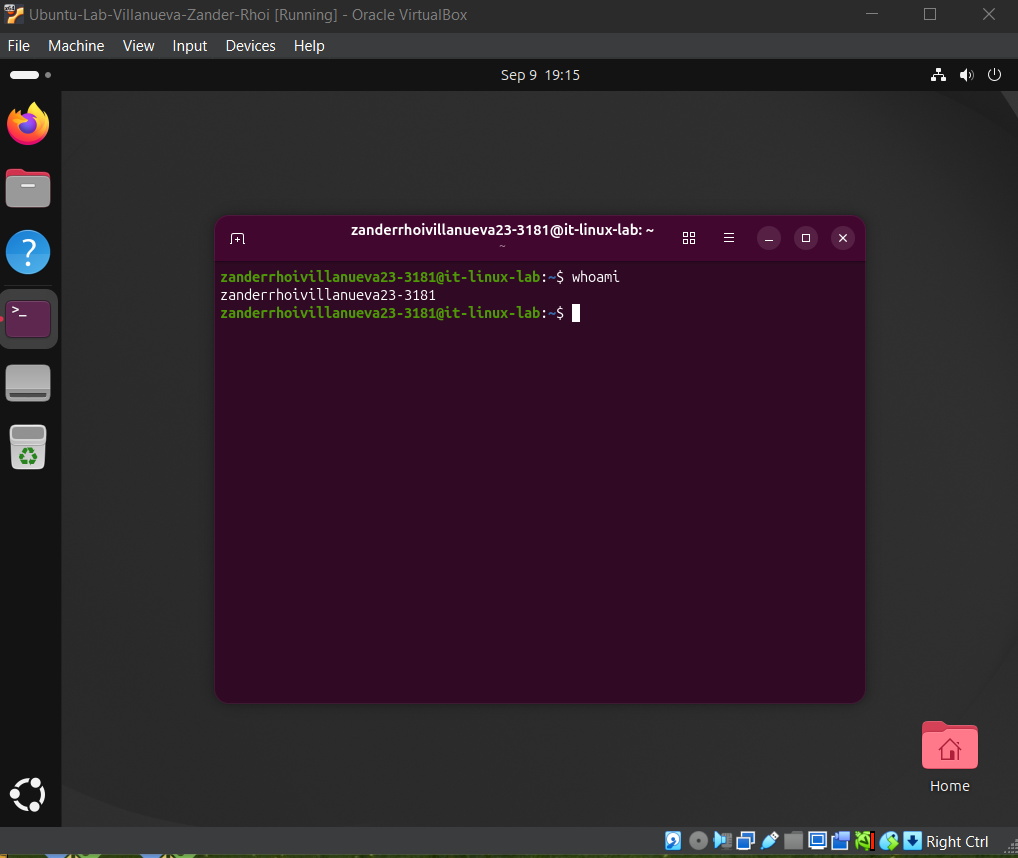 Ubuntu-Lab-Villanueva-Zander-Rhoi [Running] - Oracle VirtualBox
File Machine View Input Devices Help
Sep 9 19:15
zanderrhoivillanueva23-3181@it-linux-lab: ~
~
zanderrhoivillanueva23-3181@it-linux-lab:~$ whoami
zanderrhoivillanueva23-3181
zanderrhoivillanueva23-3181@it-linux-lab:~$
Home
Right Ctrl